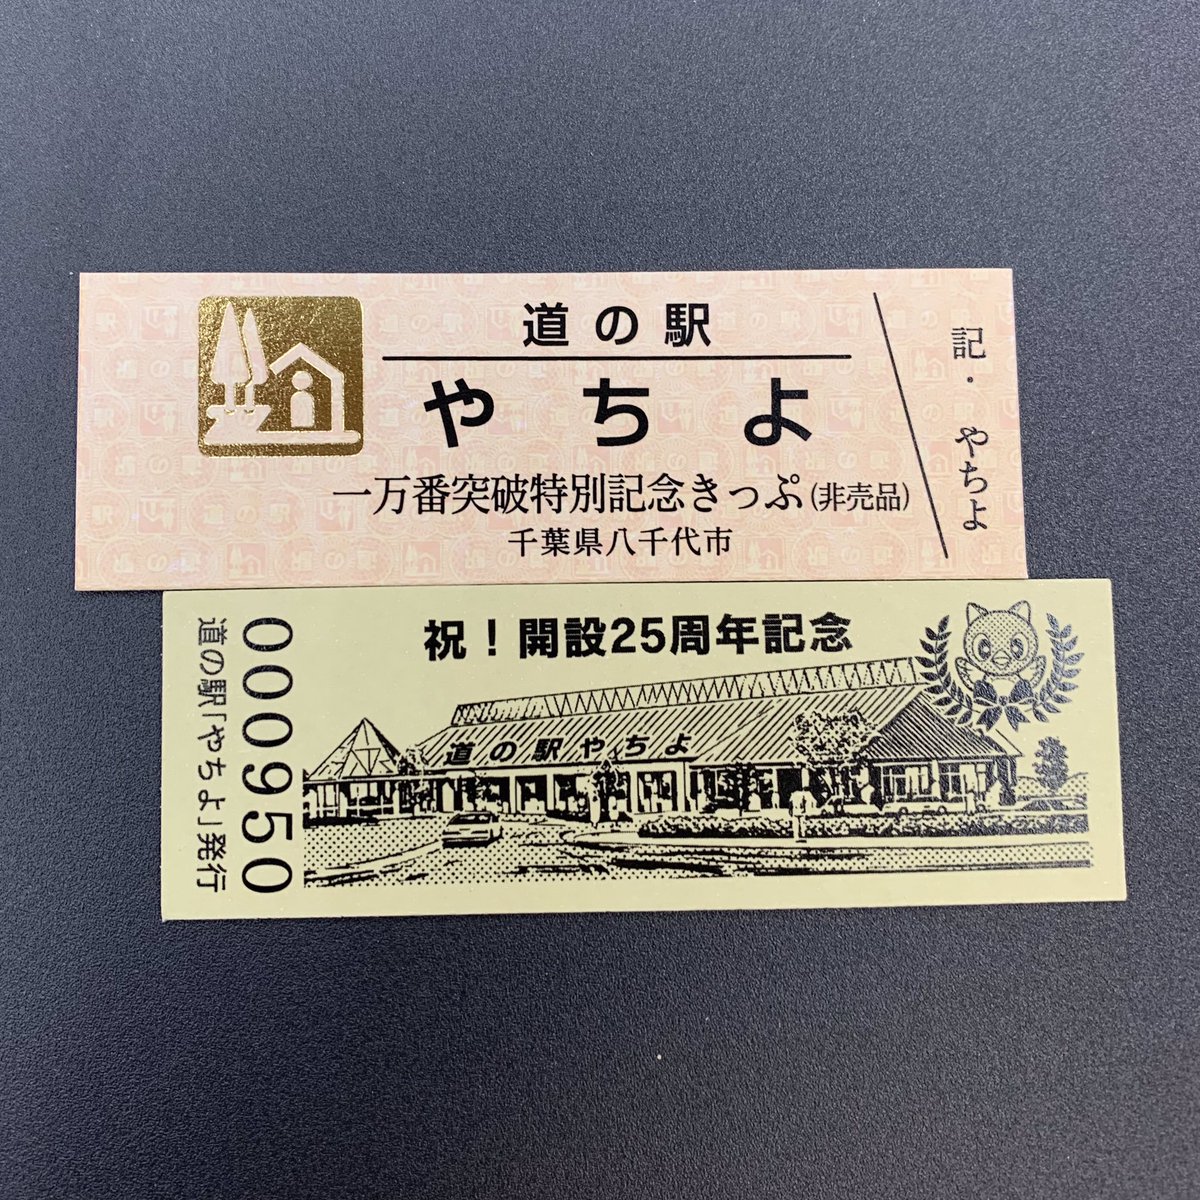 道の駅
やちよ
一万番突破特別記念きっぷ(非売品)
千葉県八千代市
記・やちよ
祝！開設25周年記念
道の駅やちよ
000950
道の駅「やちよ」発行